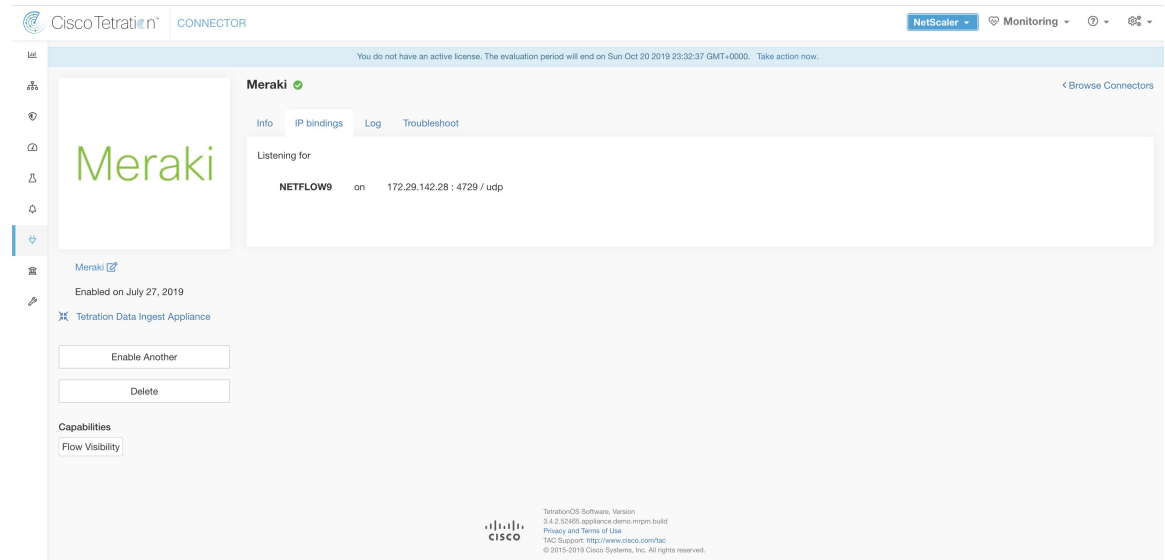 Cisco Tetration™ CONNECTOR NetScaler Monitoring ?
You do not have an active license. The evaluation period will end on Sun Oct 20 2019 23:32:37 GMT+0000. Take action now.
Meraki < Browse Connectors
Info IP bindings Log Troubleshoot
Meraki
Listening for
NETFLOW9 on 172.29.142.28 : 4729 / udp
Meraki
Enabled on July 27, 2019
Tetration Data Ingest Appliance
Enable Another
Delete
Capabilities
Flow Visibility
CISCO
TetrationOS Software, Version
3.4.2.52465.appliance.demo.mrpm.build
Privacy and Terms of Use
TAC Support: http://www.cisco.com/tac
© 2015-2019 Cisco Systems, Inc. All rights reserved.